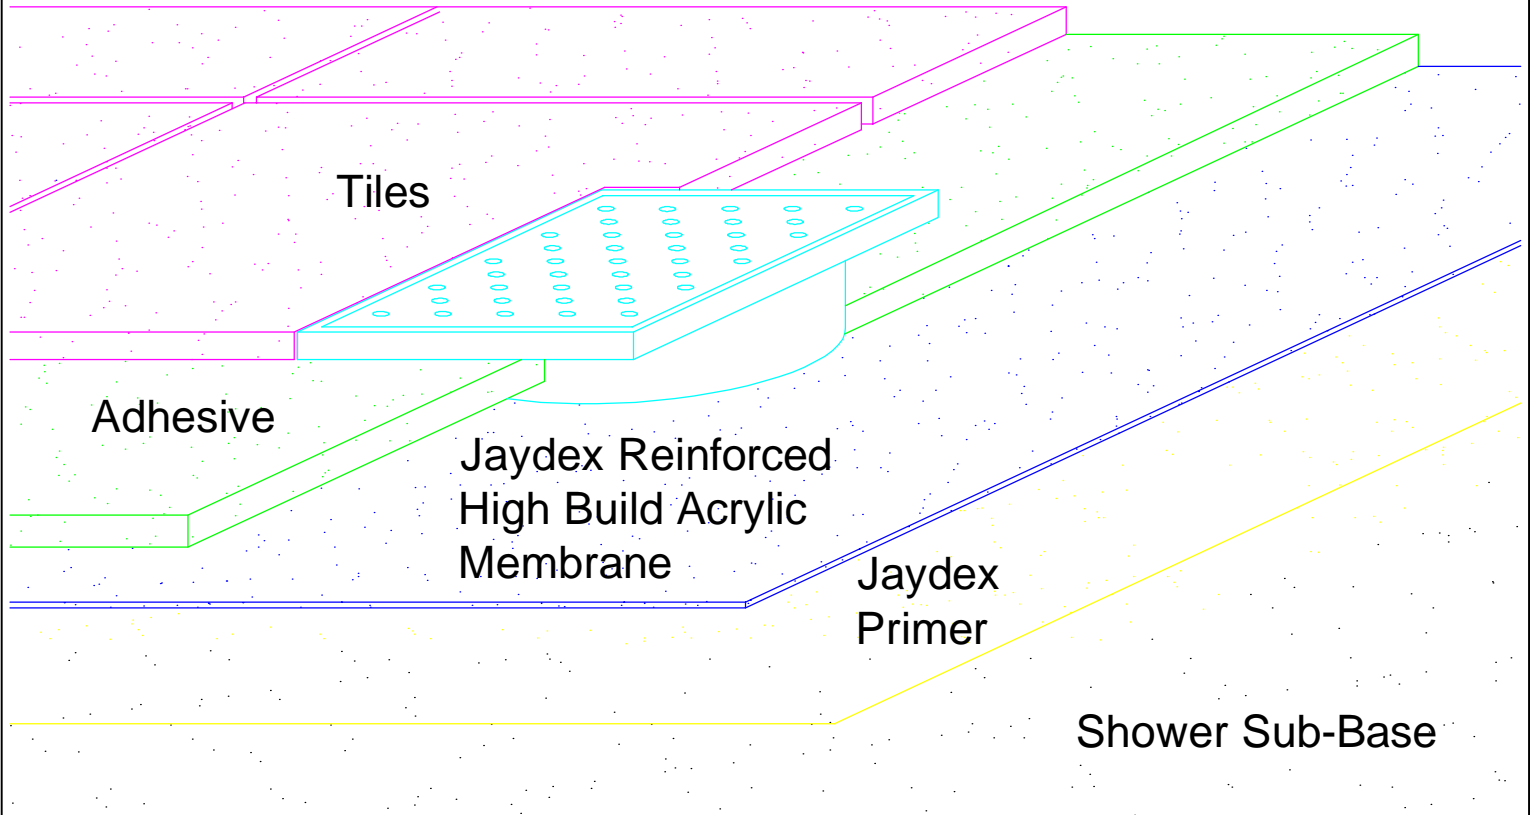 Tiles
Adhesive
Jaydex Reinforced
High Build Acrylic
Membrane
Jaydex
Primer
Shower Sub-Base